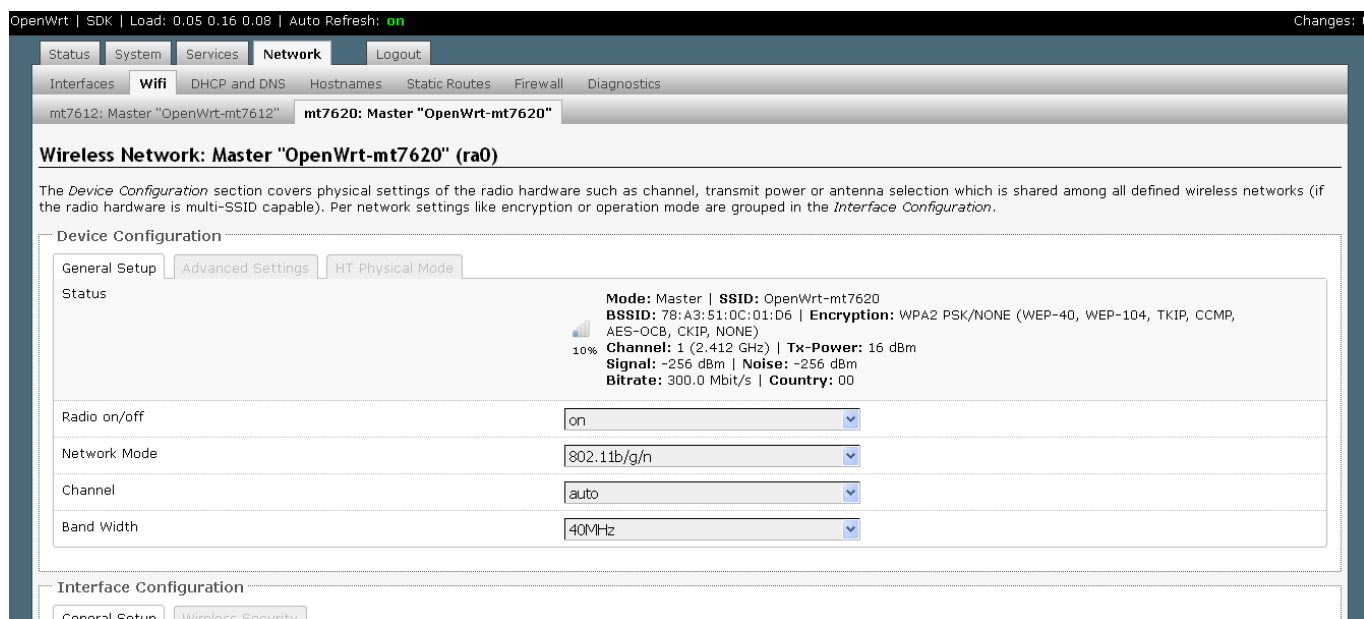 OpenWrt | SDK | Load: 0.05 0.16 0.08 | Auto Refresh: on Changes:
Status System Services Network Logout
Interfaces Wifi DHCP and DNS Hostnames Static Routes Firewall Diagnostics
mt7612: Master "OpenWrt-mt7612" mt7620: Master "OpenWrt-mt7620"
Wireless Network: Master "OpenWrt-mt7620" (ra0)
The Device Configuration section covers physical settings of the radio hardware such as channel, transmit power or antenna selection which is shared among all defined wireless networks (if
the radio hardware is multi-SSID capable). Per network settings like encryption or operation mode are grouped in the Interface Configuration.
Device Configuration
General Setup Advanced Settings HT Physical Mode
Status
Mode: Master | SSID: OpenWrt-mt7620
BSSID: 78:A3:51:0C:01:D6 | Encryption: WPA2 PSK/NONE (WEP-40, WEP-104, TKIP, CCMP,
AES-OCB, CKIP, NONE)
10% Channel: 1 (2.412 GHz) | Tx-Power: 16 dBm
Signal: -256 dBm | Noise: -256 dBm
Bitrate: 300.0 Mbit/s | Country: 00
Radio on/off on
Network Mode 802.11b/g/n
Channel auto
Band Width 40MHz
Interface Configuration
General Setup Wireless Security